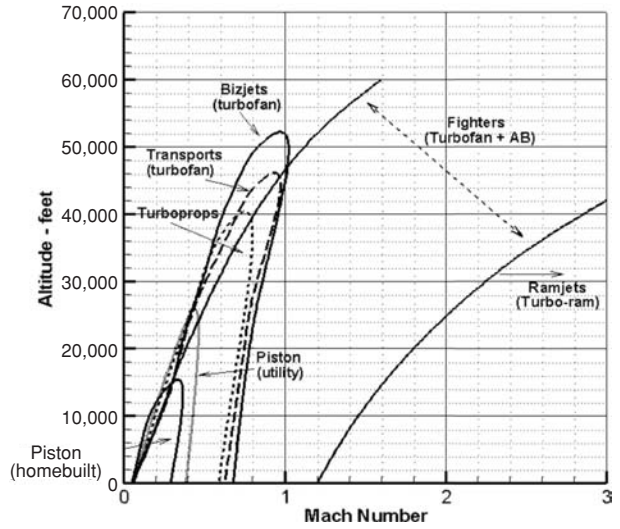 70,000
60,000
50,000
40,000
30,000
20,000
10,000
0
Altitude - feet
Bizjets
(turbofan)
Transports
(turbofan)
Turboprops
Fighters
(Turbofan + AB)
Ramjets
(Turbo-ram)
Piston
(utility)
Piston
(homebuilt)
0
1
2
3
Mach Number